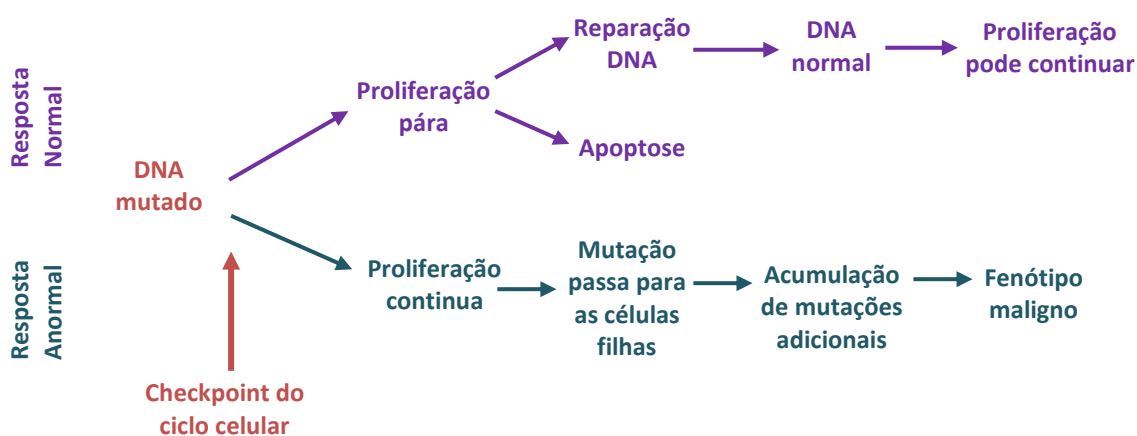 Resposta
Normal
DNA
mutado
Proliferação
pára
Reparação
DNA
DNA
normal
Proliferação
pode continuar
Apoptose
Resposta
Anormal
Proliferação
continua
Mutação
passa para
as células
filhas
Acumulação
de mutações
adicionais
Fenótipo
maligno
Checkpoint do
ciclo celular